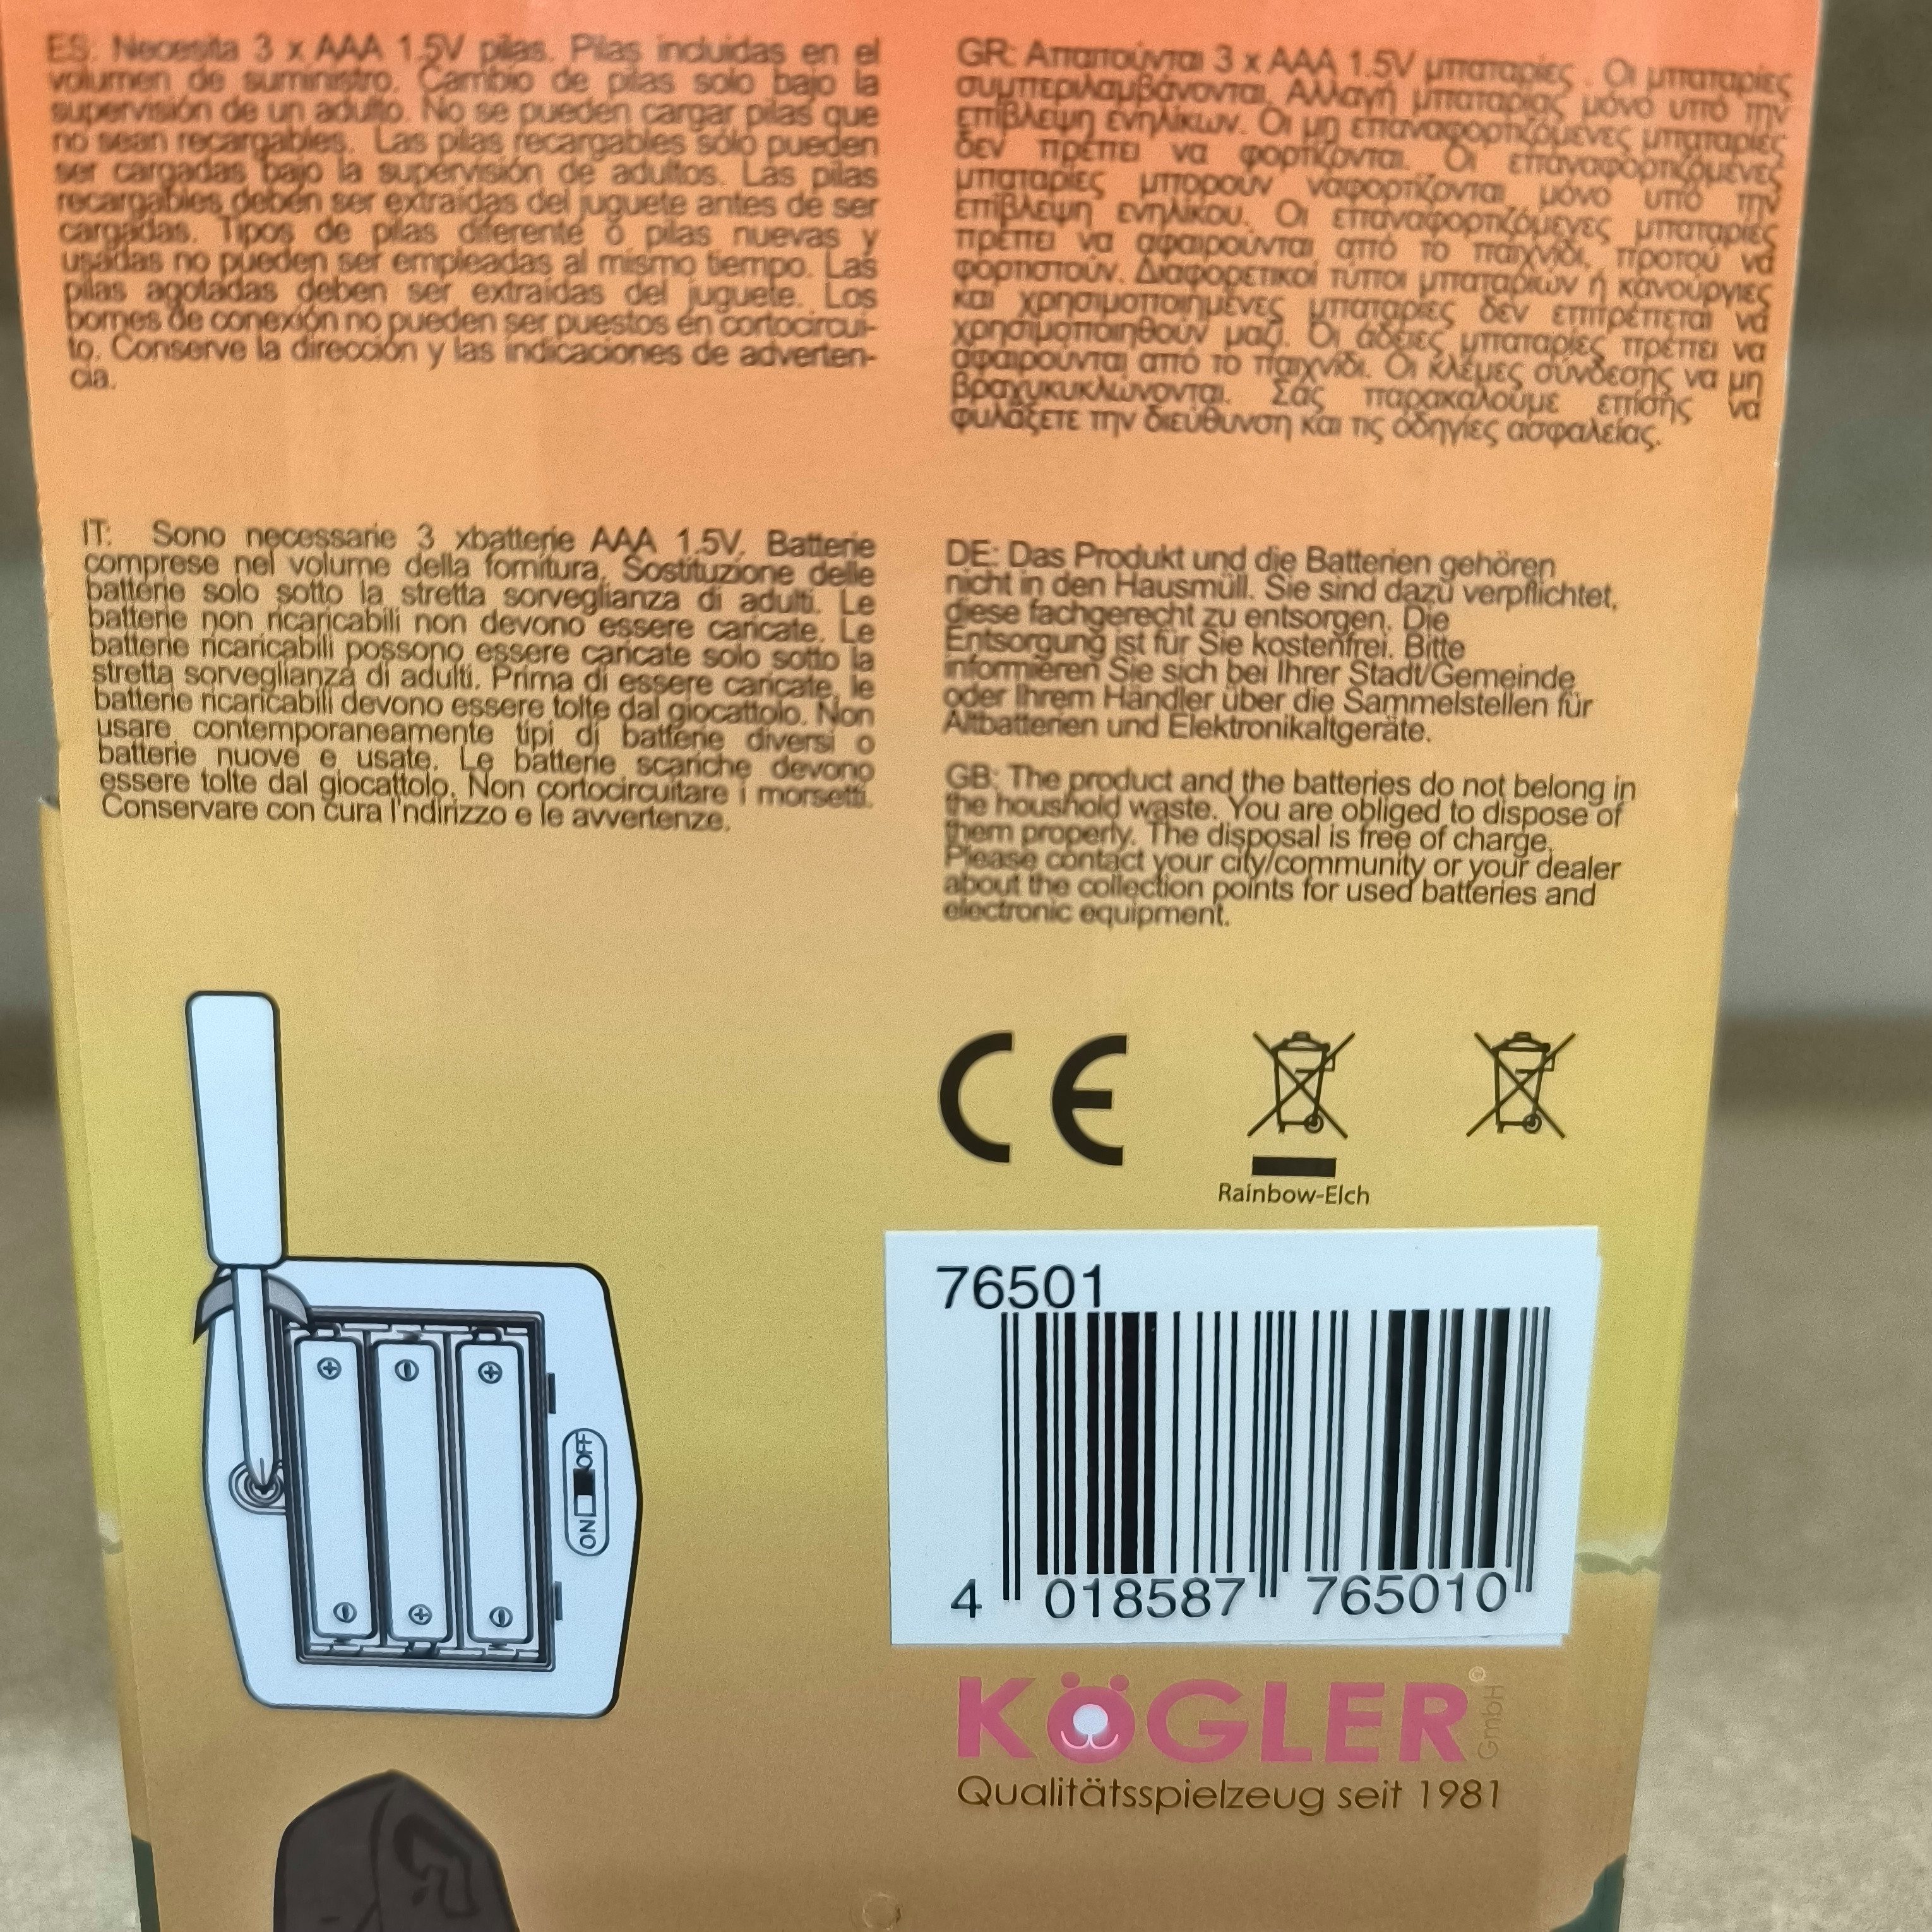 ES: Necesita 3 x AAA 1.5V pilas. Pilas incluidas en el
volumen de suministro. Cambio de pilas solo bajo la
supervisión de un adulto. No se pueden cargar pilas que
no sean recargables. Las pilas recargables sólo pueden
ser cargadas bajo la supervisión de adultos. Las pilas
recargables deben ser extraídas del juguete antes de ser
cargadas. Tipos de pilas diferente o pilas nuevas y
usadas no pueden ser empleadas al mismo tiempo. Las
pilas agotadas deben ser extraídas del juguete. Los
bornes de conexión no pueden ser puestos en cortocircui-
to. Conserve la dirección y las indicaciones de adverten-
cia.
GR: Απαιτούνται 3 x AAA 1.5V μπαταρίες . Οι μπαταρίες
συμπεριλαμβάνονται. Αλλαγή μπαταρίας μόνο υπό την
επίβλεψη ενηλίκων. Οι μη επαναφορτιζόμενες μπαταρίες
δεν πρέπει να φορτίζονται. Οι επαναφορτιζόμενες
μπαταρίες μπορούν ναφορτίζονται μόνο υπό την
επίβλεψη ενηλίκου. Οι επαναφορτιζόμενες μπαταρίες
πρέπει να αφαιρούνται από το παιχνίδι, προτού να
φορτιστούν. Διαφορετικοί τύποι μπαταριών ή κανούργιες
και χρησιμοποιημένες μπαταρίες δεν επιτρέπεται να
χρησιμοποιηθούν μαζί. Οι άδειες μπαταρίες πρέπει να
αφαιρούνται από το παιχνίδι. Οι κλέμες σύνδεσης να μη
βραχυκυκλώνονται. Σας παρακαλούμε επίσης να
φυλάξετε την διεύθυνση και τις οδηγίες ασφαλείας.
IT: Sono necessarie 3 xbatterie AAA 1.5V. Batterie
comprese nel volume della fornitura. Sostituzione delle
batterie solo sotto la stretta sorveglianza di adulti. Le
batterie non ricaricabili non devono essere caricate. Le
batterie ricaricabili possono essere caricate solo sotto la
stretta sorveglianza di adulti. Prima di essere caricate, le
batterie ricaricabili devono essere tolte dal giocattolo. Non
usare contemporaneamente tipi di batterie diversi o
batterie nuove e usate. Le batterie scariche devono
essere tolte dal giocattolo. Non cortocircuitare i morsetti.
Conservare con cura l'ndirizzo e le avvertenze.
DE: Das Produkt und die Batterien gehören
nicht in den Hausmüll. Sie sind dazu verpflichtet,
diese fachgerecht zu entsorgen. Die
Entsorgung ist für Sie kostenfrei. Bitte
informieren Sie sich bei Ihrer Stadt/Gemeinde
oder Ihrem Händler über die Sammelstellen für
Altbatterien und Elektronikaltgeräte.
GB: The product and the batteries do not belong in
the houshold waste. You are obliged to dispose of
them properly. The disposal is free of charge.
Please contact your city/community or your dealer
about the collection points for used batteries and
electronic equipment.
CE
Rainbow-Elch
ON OFF
76501
4 018587 765010
KÖGLER GmbH ©
Qualitätsspielzeug seit 1981